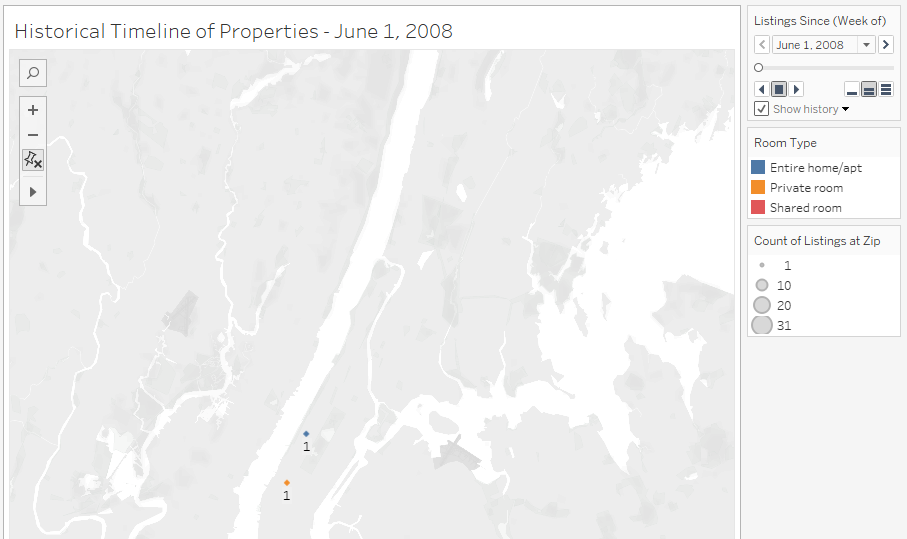 Historical Timeline of Properties - June 1, 2008
1
1
Listings Since (Week of)
June 1, 2008
Show history
Room Type
Entire home/apt
Private room
Shared room
Count of Listings at Zip
1
10
20
31